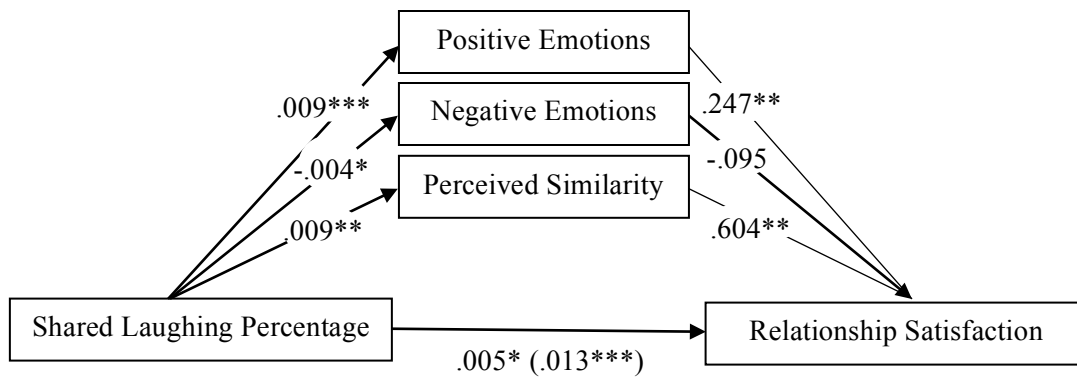 Positive Emotions
.009***
.247**
Negative Emotions
-.004*
-.095
Perceived Similarity
.009**
.604**
Shared Laughing Percentage
Relationship Satisfaction
.005* (.013***)